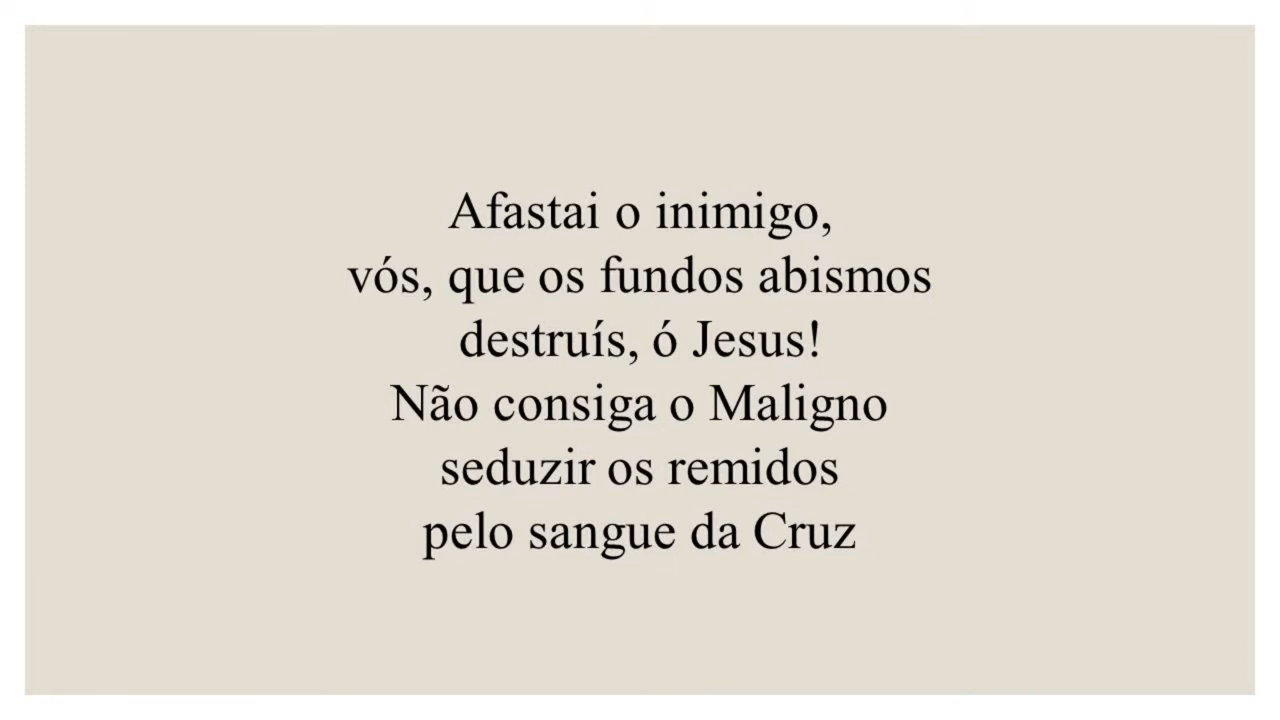 Afastai o inimigo,
vós, que os fundos abismos
destruís, ó Jesus!
Não consiga o Maligno
seduzir os remidos
pelo sangue da Cruz